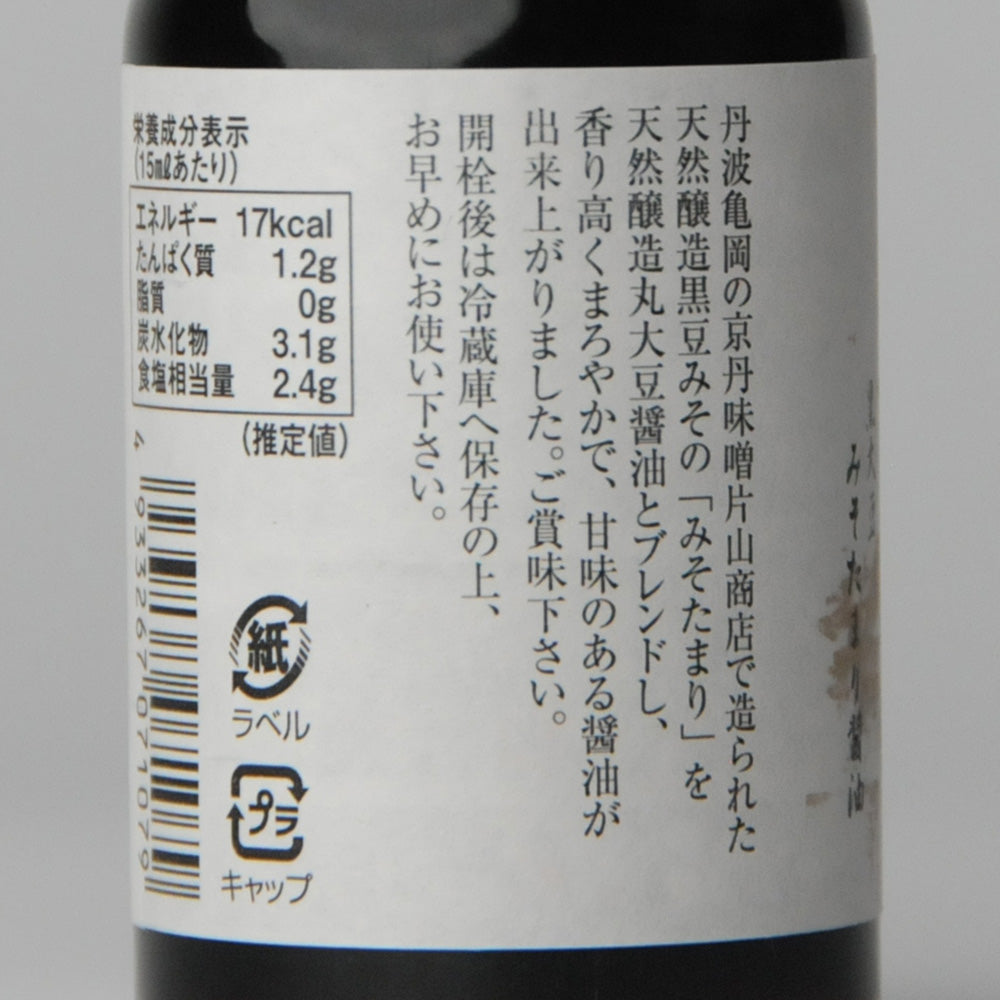 黒大豆
みそたまり醤油
丹波亀岡の京丹味噌片山商店で造られた
天然醸造黒豆みその「みそたまり」を
天然醸造丸大豆醤油とブレンドし、
香り高くまろやかで、甘味のある醤油が
出来上がりました。ご賞味下さい。
開栓後は冷蔵庫へ保存の上、
お早めにお使い下さい。
栄養成分表示
(15mlあたり)
エネルギー 17kcal
たんぱく質 1.2g
脂質 0g
炭水化物 3.1g
食塩相当量 2.4g
(推定値)
4 933267 071079
紙
ラベル
プラ
キャップ